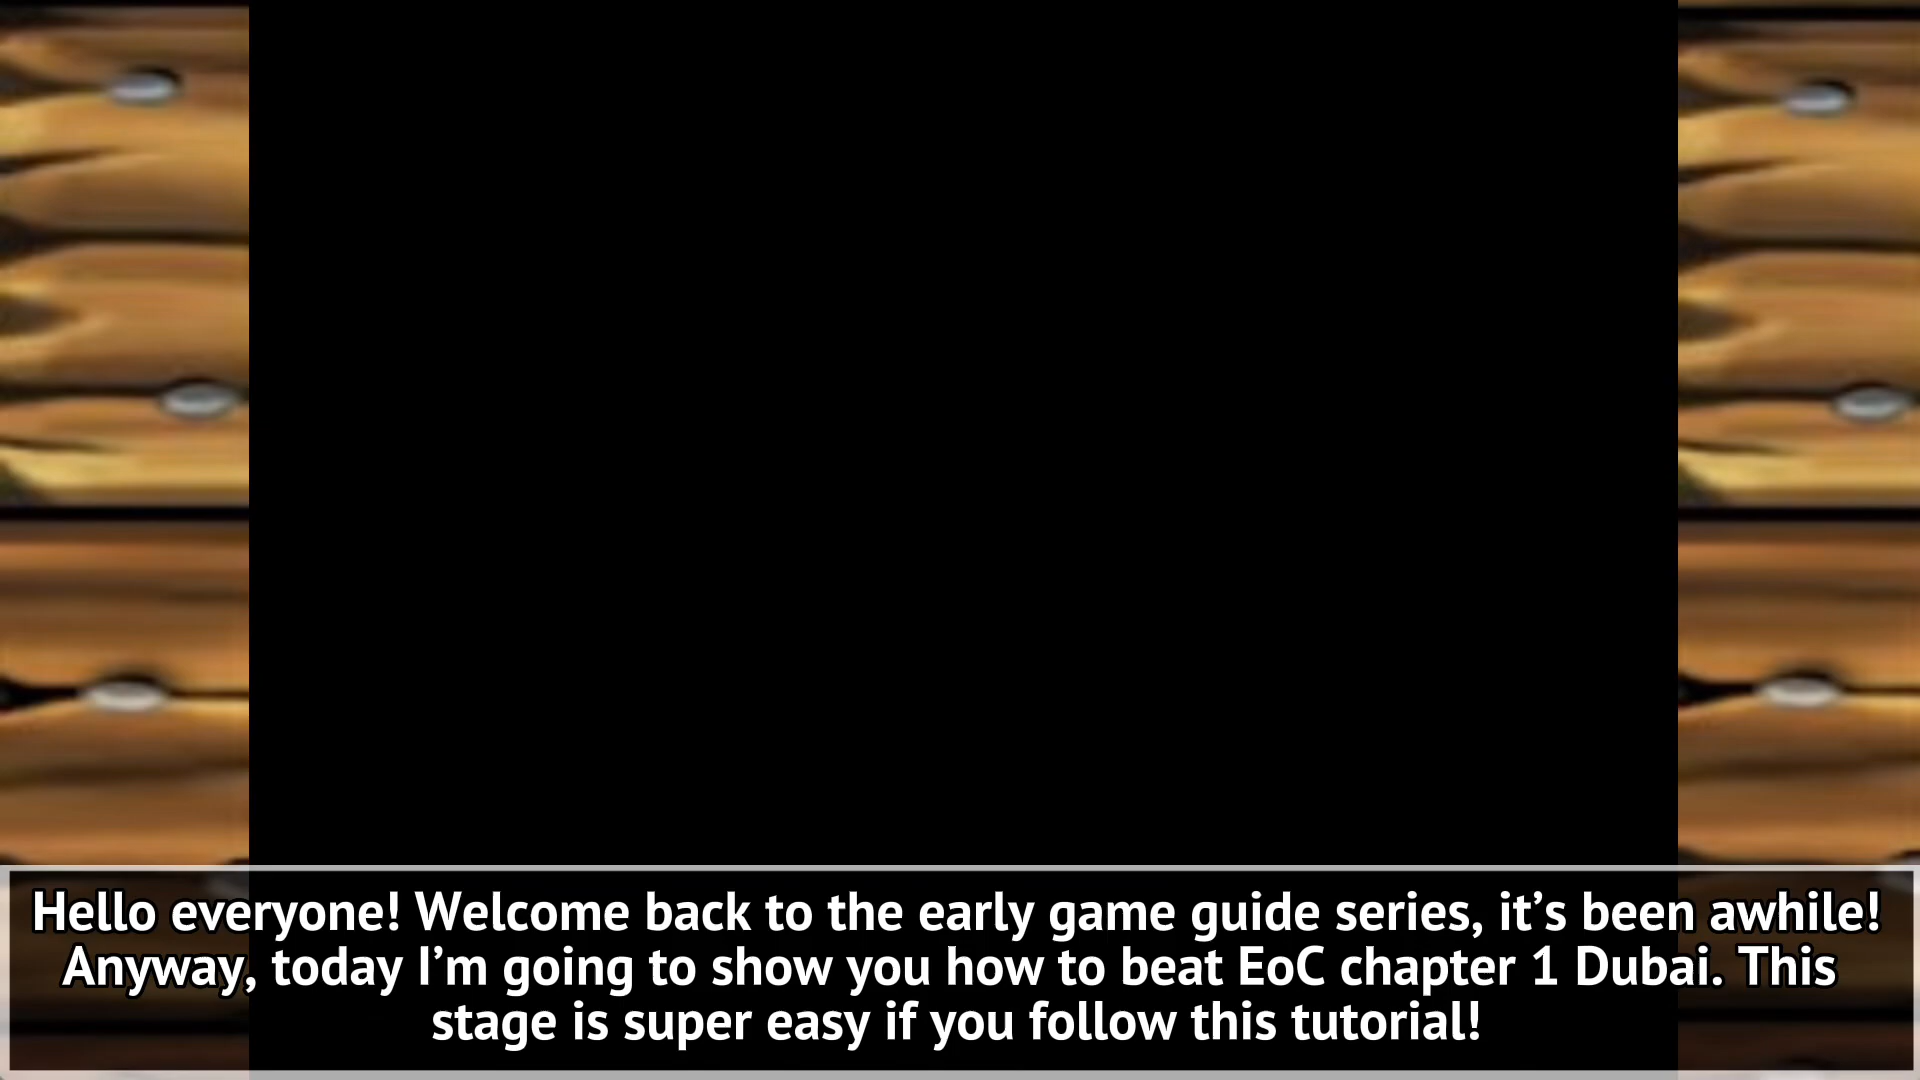 Hello everyone! Welcome back to the early game guide series, it’s been awhile!
Anyway, today I’m going to show you how to beat EoC chapter 1 Dubai. This
stage is super easy if you follow this tutorial!